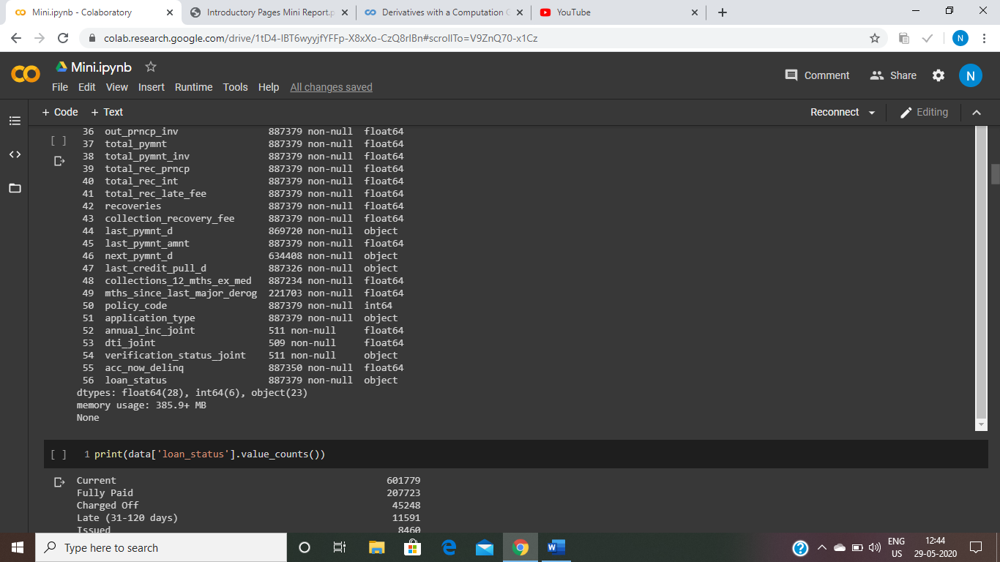 Mini.ipynb - Colaboratory
Introductory Pages Mini Report.p
Derivatives with a Computation
YouTube
colab.research.google.com/drive/1tD4-IBT6wyyjfYFFp-X8xXo-CzQ8rlBn#scrollTo=V9ZnQ70-x1Cz
N
CO
Mini.ipynb
File Edit View Insert Runtime Tools Help All changes saved
Comment Share N
+ Code + Text
Reconnect Editing
[ ]
36 out_prncp_inv 887379 non-null float64
37 total_pymnt 887379 non-null float64
38 total_pymnt_inv 887379 non-null float64
39 total_rec_prncp 887379 non-null float64
40 total_rec_int 887379 non-null float64
41 total_rec_late_fee 887379 non-null float64
42 recoveries 887379 non-null float64
43 collection_recovery_fee 887379 non-null float64
44 last_pymnt_d 869720 non-null object
45 last_pymnt_amnt 887379 non-null float64
46 next_pymnt_d 634408 non-null object
47 last_credit_pull_d 887326 non-null object
48 collections_12_mths_ex_med 887234 non-null float64
49 mths_since_last_major_derog 221703 non-null float64
50 policy_code 887379 non-null int64
51 application_type 887379 non-null object
52 annual_inc_joint 511 non-null float64
53 dti_joint 509 non-null float64
54 verification_status_joint 511 non-null object
55 acc_now_delinq 887350 non-null float64
56 loan_status 887379 non-null object
dtypes: float64(28), int64(6), object(23)
memory usage: 385.9+ MB
None
[ ] 1 print(data['loan_status'].value_counts())
Current 601779
Fully Paid 207723
Charged Off 45248
Late (31-120 days) 11591
Issued 8460
Type here to search
ENG
US
12:44
29-05-2020